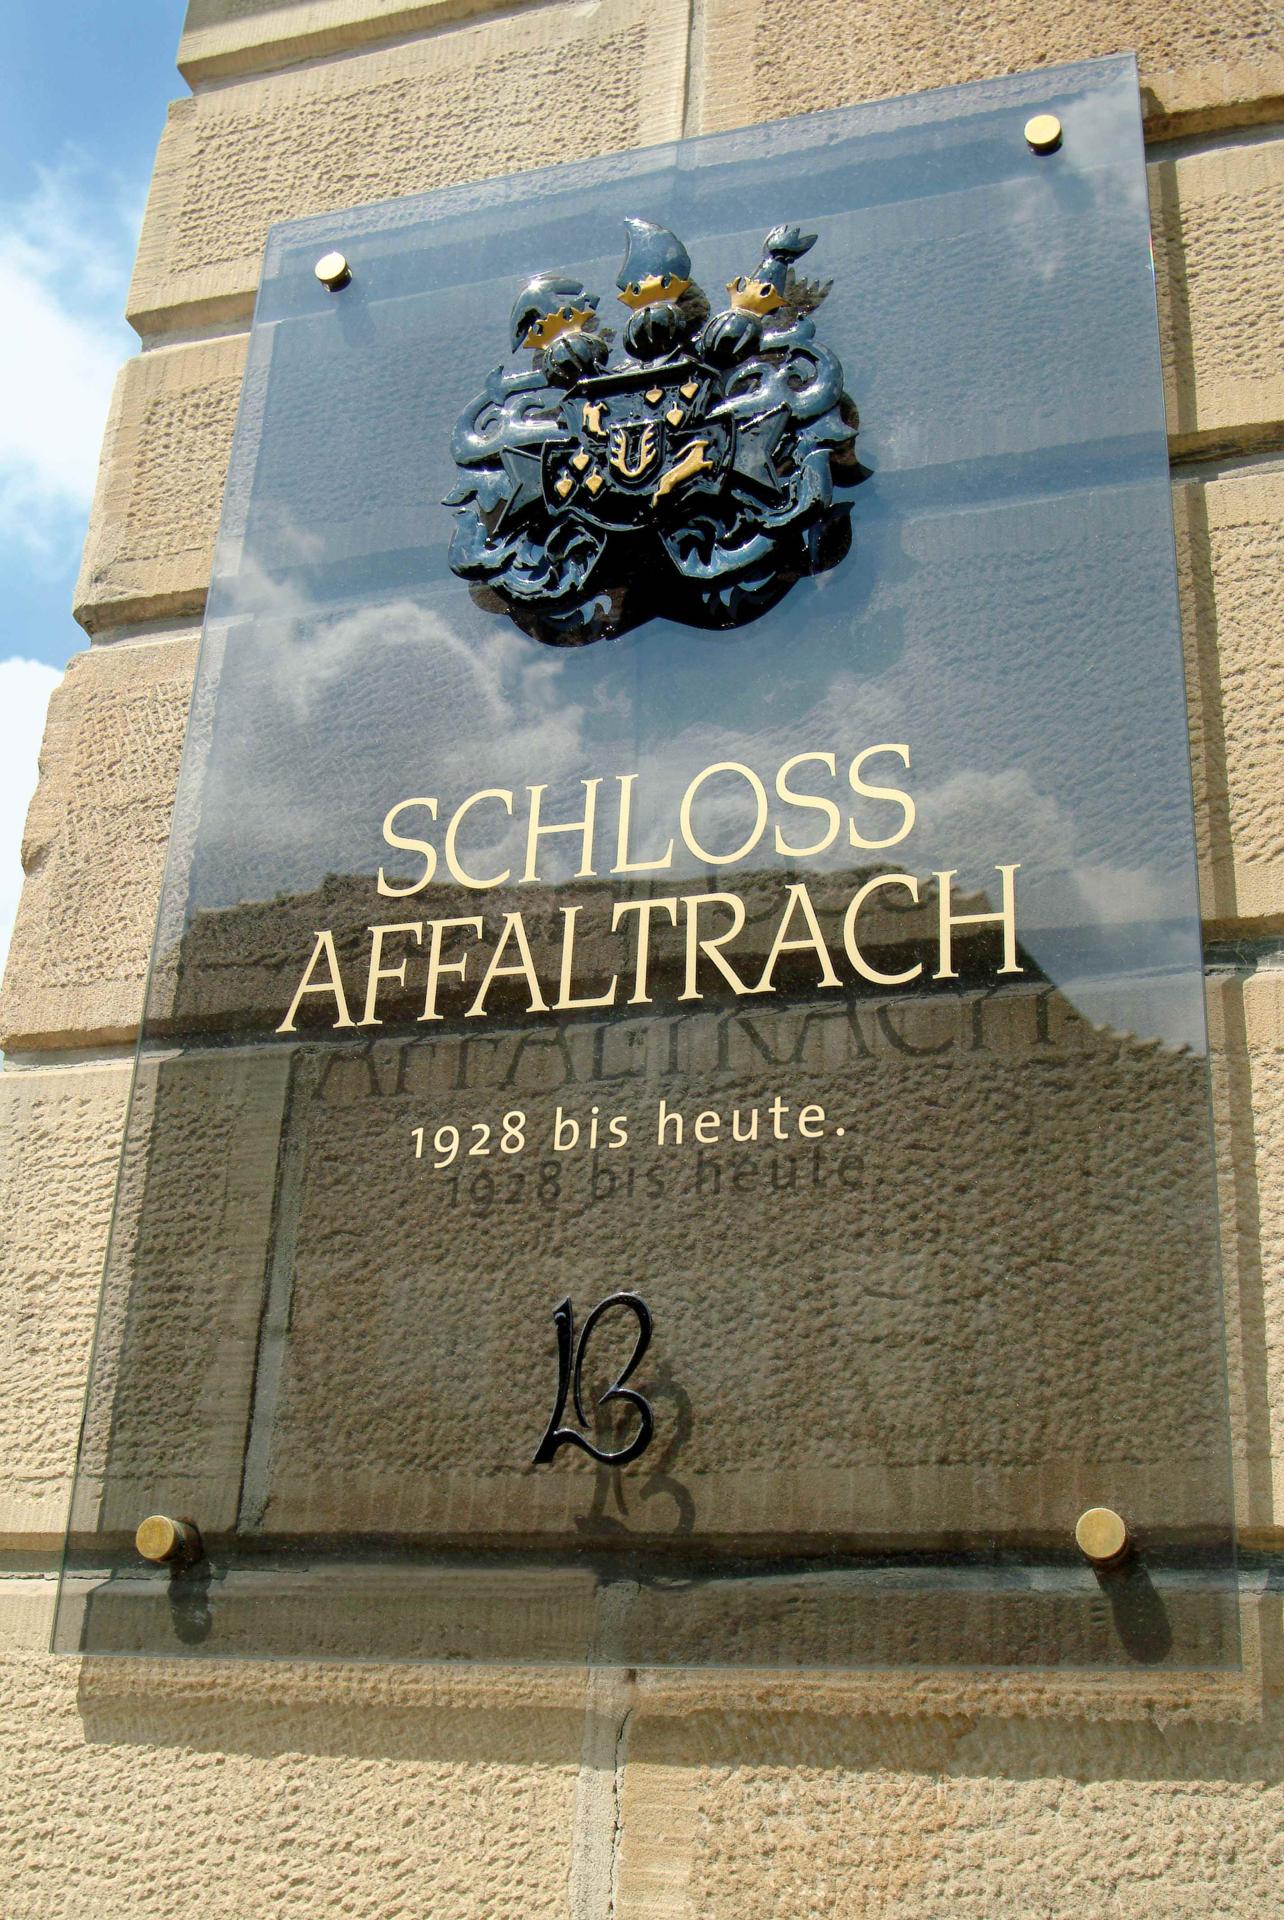 SCHLOSS
AFFALTRACH
1928 bis heute.